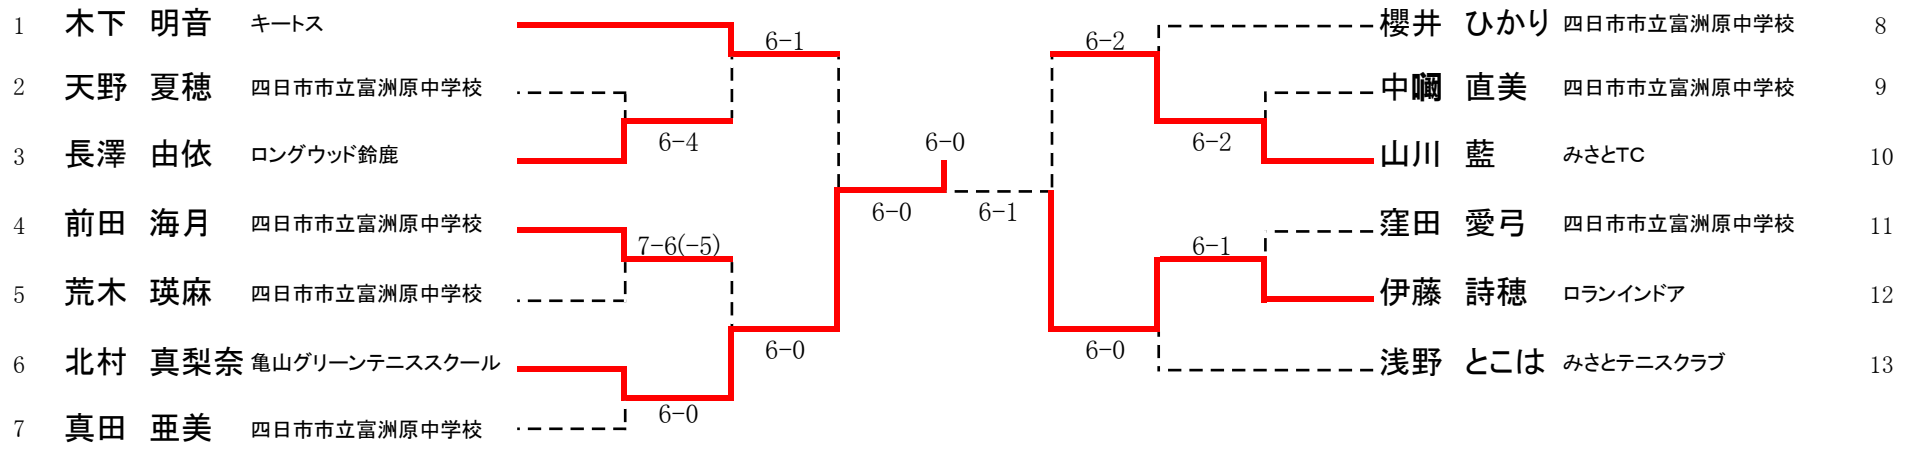 1 木下 明音 キートス
6-1
2 天野 夏穂 四日市市立富洲原中学校
6-4
3 長澤 由依 ロングウッド鈴鹿
4 前田 海月 四日市市立富洲原中学校
7-6(-5)
5 荒木 瑛麻 四日市市立富洲原中学校
6-0
6 北村 真梨奈 亀山グリーンテニススクール
6-0
7 真田 亜美 四日市市立富洲原中学校
6-0
6-0
6-1
櫻井 ひかり 四日市市立富洲原中学校 8
6-2
直美 四日市市立富洲原中学校 9
6-2
山川 藍 みさとTC 10
窪田 愛弓 四日市市立富洲原中学校 11
6-1
伊藤 詩穂 ロランインドア 12
6-0
浅野 とこは みさとテニスクラブ 13